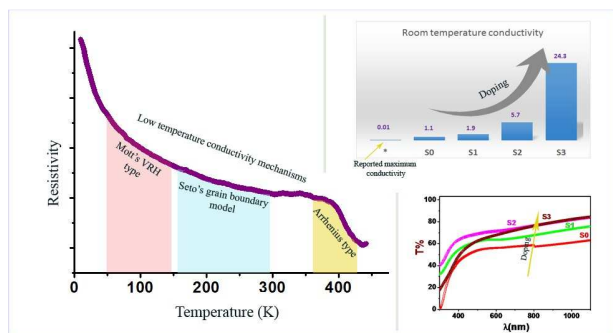 Resistivity
Low temperature conductivity mechanisms
Mott's VRH
type
Seto's grain boundary
model
Arrhenius type
100
200
300
400
Temperature (K)
Room temperature conductivity
24.3
Doping
5.7
0.01
1.1
1.9
*
S0
S1
S2
S3
Reported maximum
conductivity
T%
80
60
40
20
0
S2
S3
S1
S0
Doping
400
600
800
1000
λ(nm)